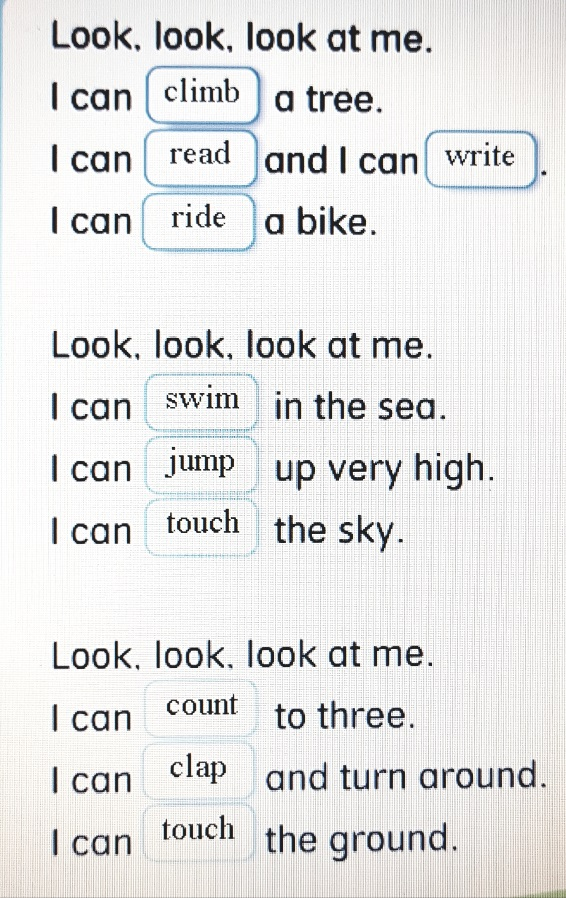 Look, look, look at me.
I can climb a tree.
I can read and I can write.
I can ride a bike.
Look, look, look at me.
I can swim in the sea.
I can jump up very high.
I can touch the sky.
Look, look, look at me.
I can count to three.
I can clap and turn around.
I can touch the ground.